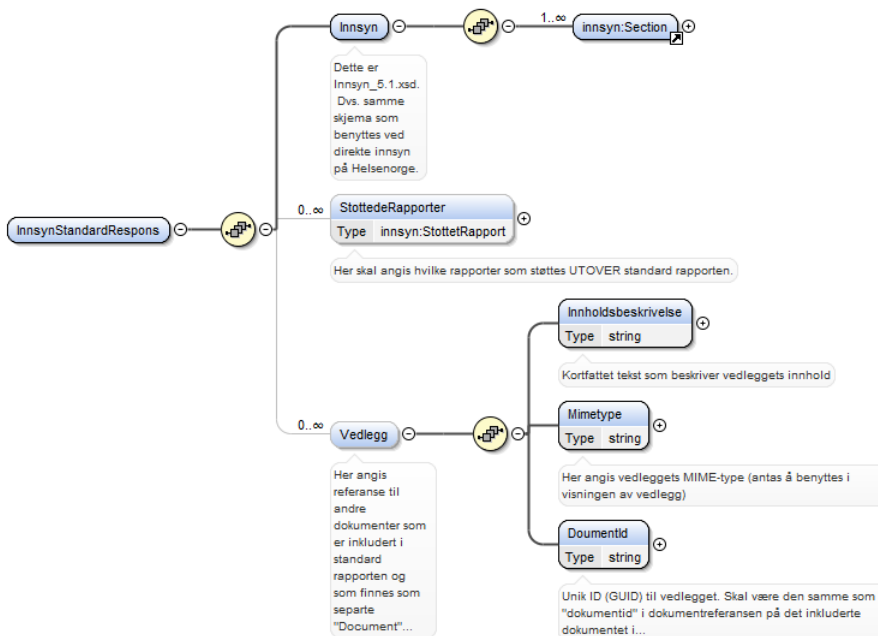 Innsyn
1..∞
innsyn:Section
Dette er
Innsyn_5.1.xsd.
Dvs. samme
skjema som
benyttes ved
direkte innsyn
på Helsenorge.
InnsynStandardRespons
0..∞
StottedeRapporter
Type innsyn:StottetRapport
Her skal angis hvilke rapporter som støttes UTOVER standard rapporten.
Innholdsbeskrivelse
Type string
Kortfattet tekst som beskriver vedleggets innhold
0..∞
Vedlegg
Mimetype
Type string
Her angis vedleggets MIME-type (antas å benyttes i
visningen av vedlegg)
Her angis
referanse til
andre
dokumenter som
er inkludert i
standard
rapporten og
som finnes som
separte
"Document"...
DoumentId
Type string
Unik ID (GUID) til vedlegget. Skal være den samme som
"dokumentid" i dokumentreferansen på det inkluderte
dokumentet i...